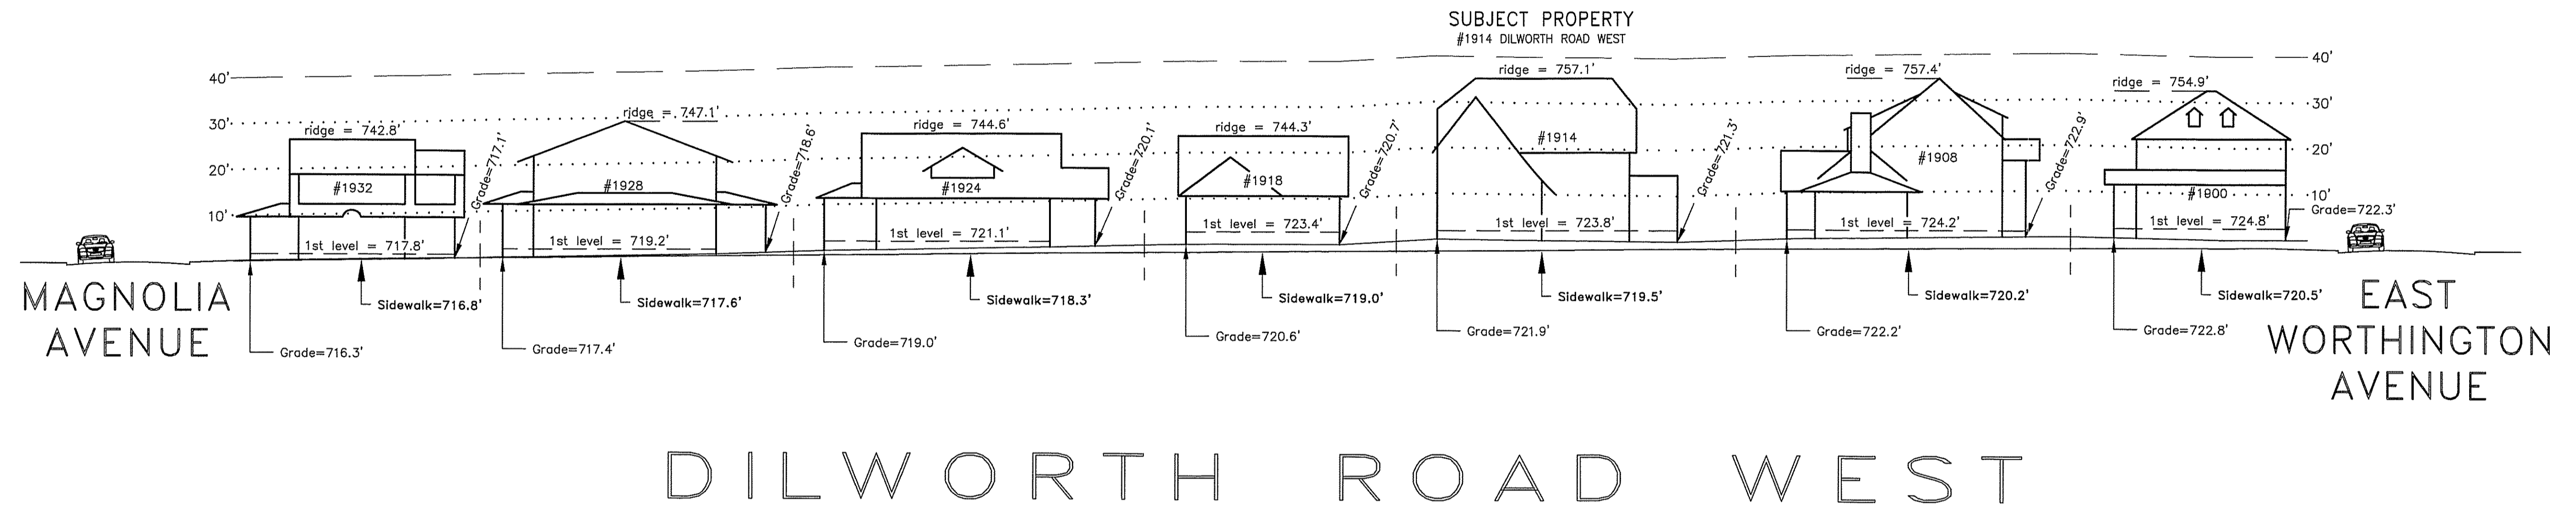 SUBJECT PROPERTY
#1914 DILWORTH ROAD WEST
40'
30'
20'
10'
ridge = 742.8'
#1932
1st level = 717.8'
Grade=717.1'
Sidewalk=716.8'
Grade=716.3'
ridge = 747.1'
#1928
1st level = 719.2'
Grade=718.6'
Sidewalk=717.6'
Grade=717.4'
ridge = 744.6'
#1924
1st level = 721.1'
Grade=720.1'
Sidewalk=718.3'
Grade=719.0'
ridge = 744.3'
#1918
1st level = 723.4'
Grade=720.7'
Sidewalk=719.0'
Grade=720.6'
ridge = 757.1'
#1914
1st level = 723.8'
Grade=721.3'
Sidewalk=719.5'
Grade=721.9'
ridge = 757.4'
#1908
1st level = 724.2'
Grade=722.9'
Sidewalk=720.2'
Grade=722.2'
ridge = 754.9'
#1900
1st level = 724.8'
Grade=722.3'
Sidewalk=720.5'
Grade=722.8'
40'
30'
20'
10'
MAGNOLIA
AVENUE
EAST
WORTHINGTON
AVENUE
DILWORTH ROAD WEST